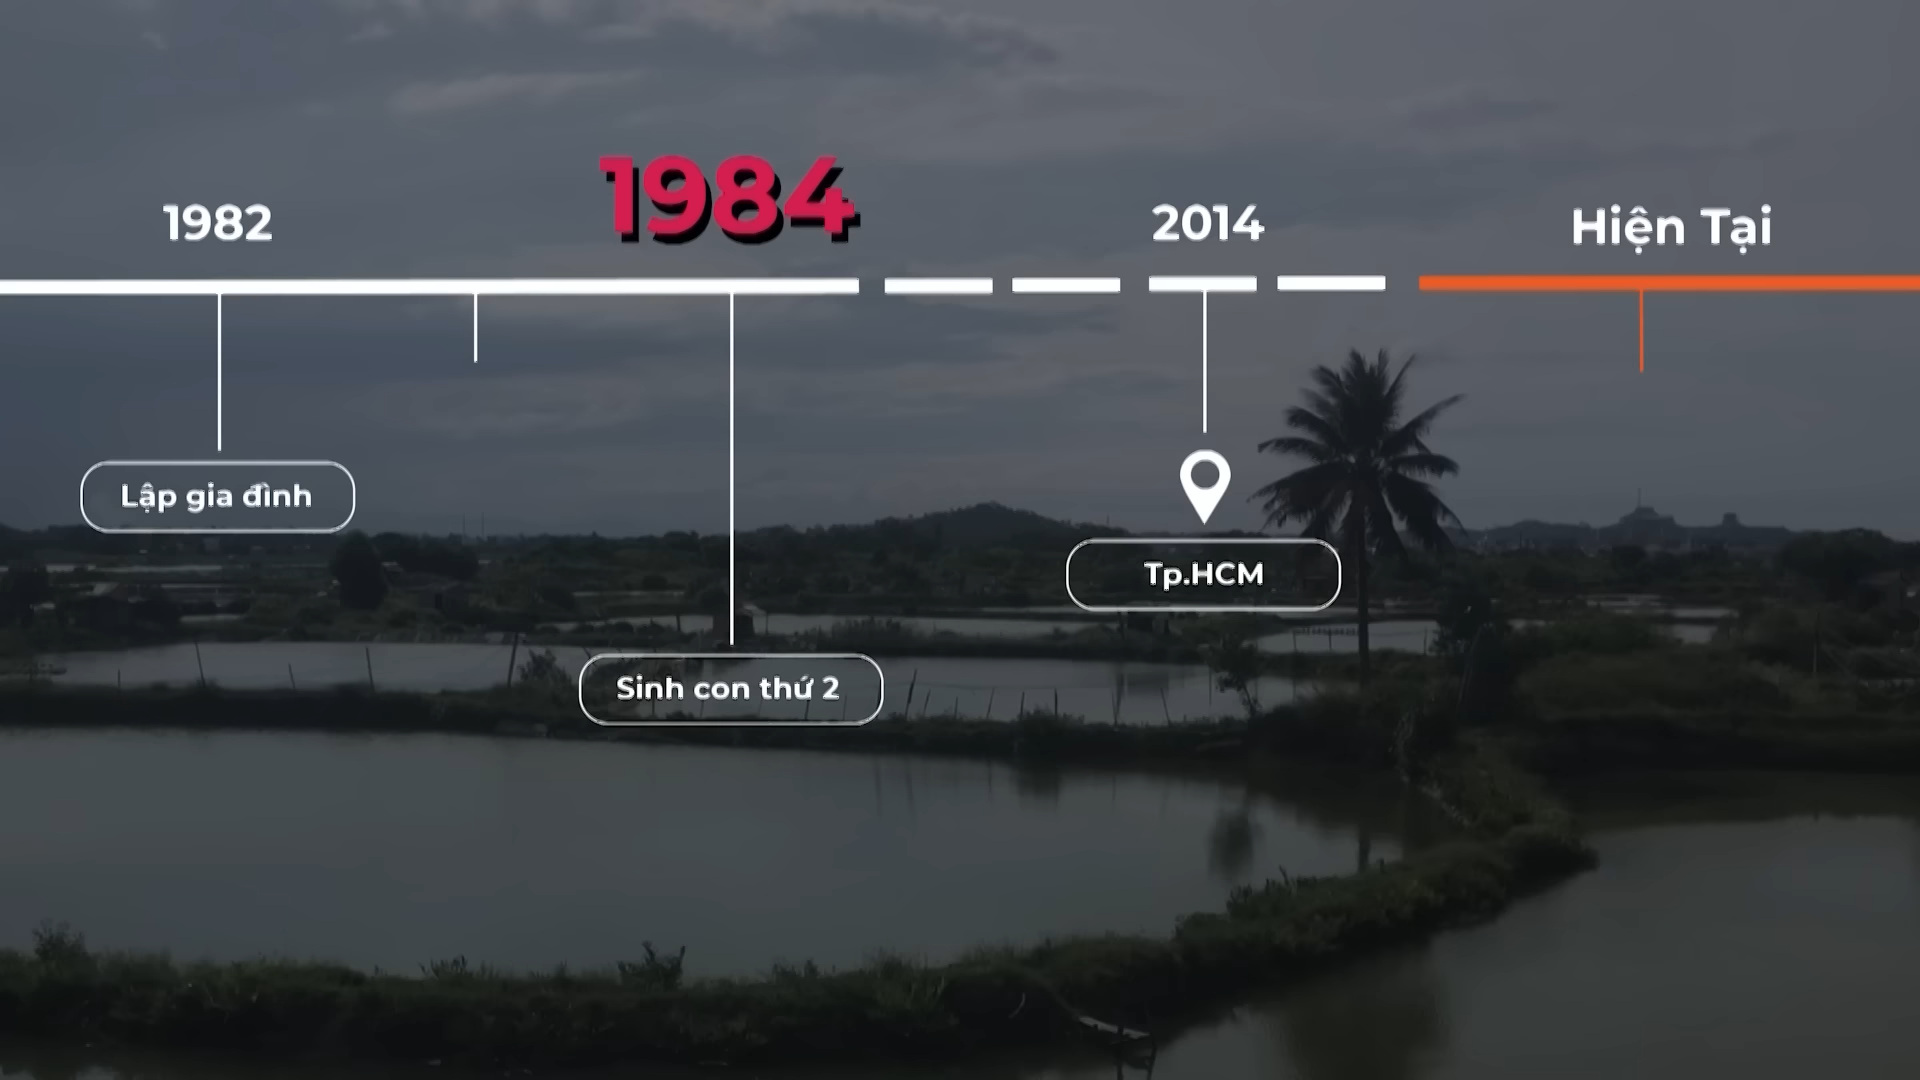 1982
1984
2014
Hiện Tại
Lập gia đình
Tp.HCM
Sinh con thứ 2